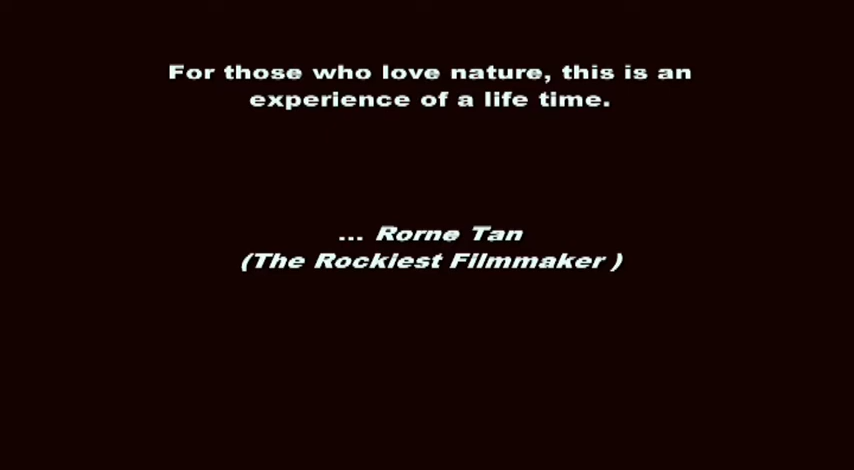 For those who love nature, this is an
experience of a life time.
... Rorne Tan
(The Rockiest Filmmaker )